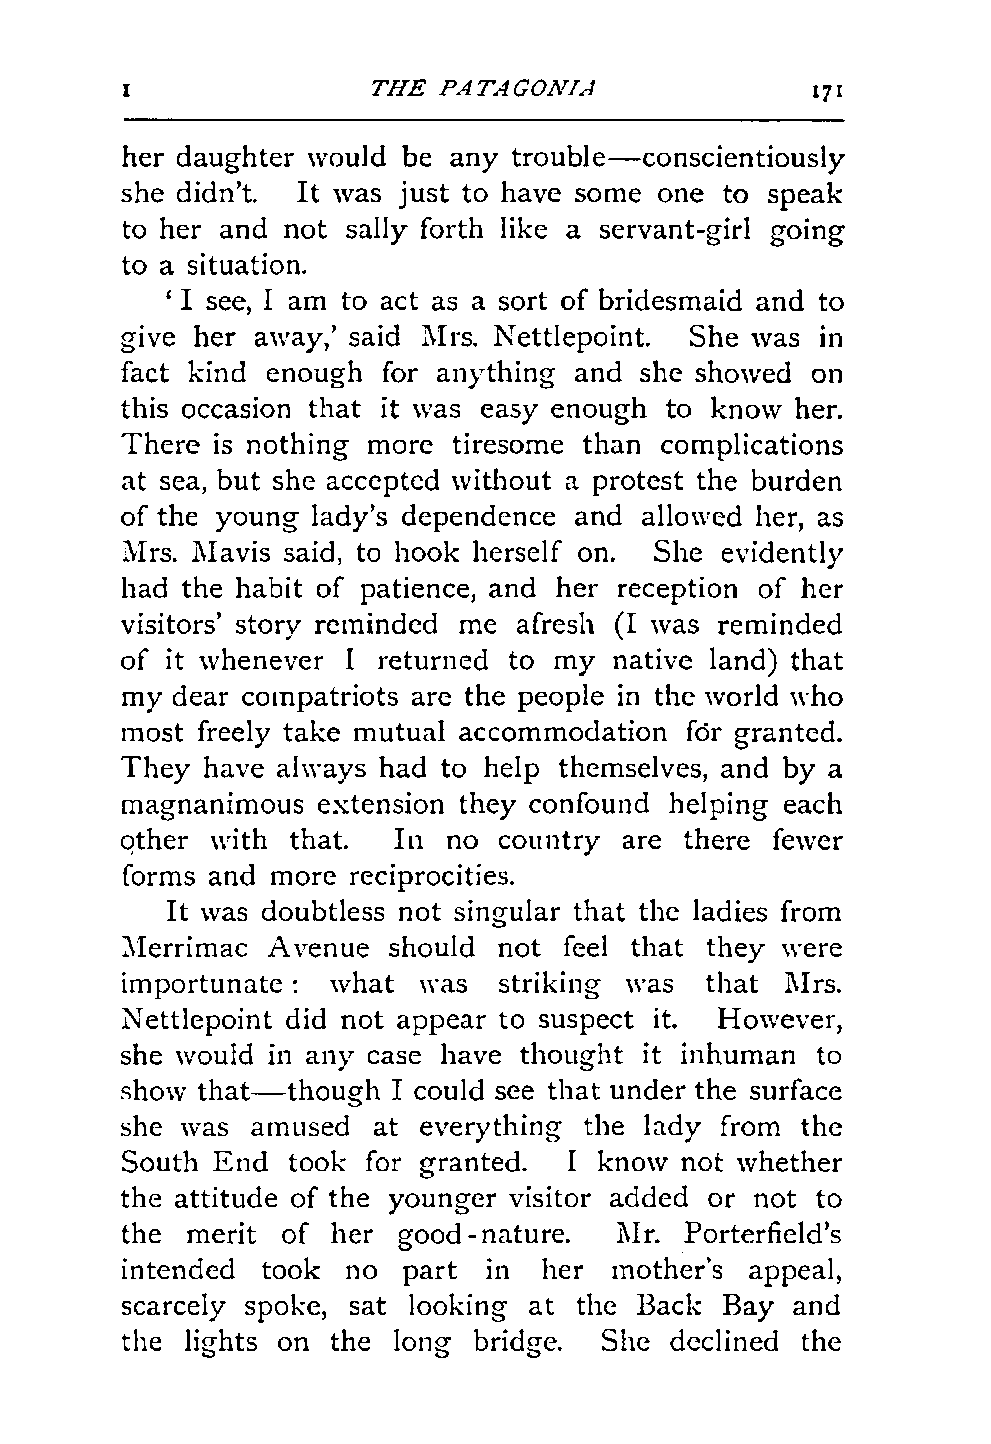 I THE PATAGONIA 171
her daughter would be any trouble—conscientiously
she didn't. It was just to have some one to speak
to her and not sally forth like a servant-girl going
to a situation.
‘ I see, I am to act as a sort of bridesmaid and to
give her away,’ said Mrs. Nettlepoint. She was in
fact kind enough for anything and she showed on
this occasion that it was easy enough to know her.
There is nothing more tiresome than complications
at sea, but she accepted without a protest the burden
of the young lady's dependence and allowed her, as
Mrs. Mavis said, to hook herself on. She evidently
had the habit of patience, and her reception of her
visitors' story reminded me afresh (I was reminded
of it whenever I returned to my native land) that
my dear compatriots are the people in the world who
most freely take mutual accommodation for granted.
They have always had to help themselves, and by a
magnanimous extension they confound helping each
other with that. In no country are there fewer
forms and more reciprocities.
It was doubtless not singular that the ladies from
Merrimac Avenue should not feel that they were
importunate : what was striking was that Mrs.
Nettlepoint did not appear to suspect it. However,
she would in any case have thought it inhuman to
show that—though I could see that under the surface
she was amused at everything the lady from the
South End took for granted. I know not whether
the attitude of the younger visitor added or not to
the merit of her good-nature. Mr. Porterfield's
intended took no part in her mother's appeal,
scarcely spoke, sat looking at the Back Bay and
the lights on the long bridge. She declined the